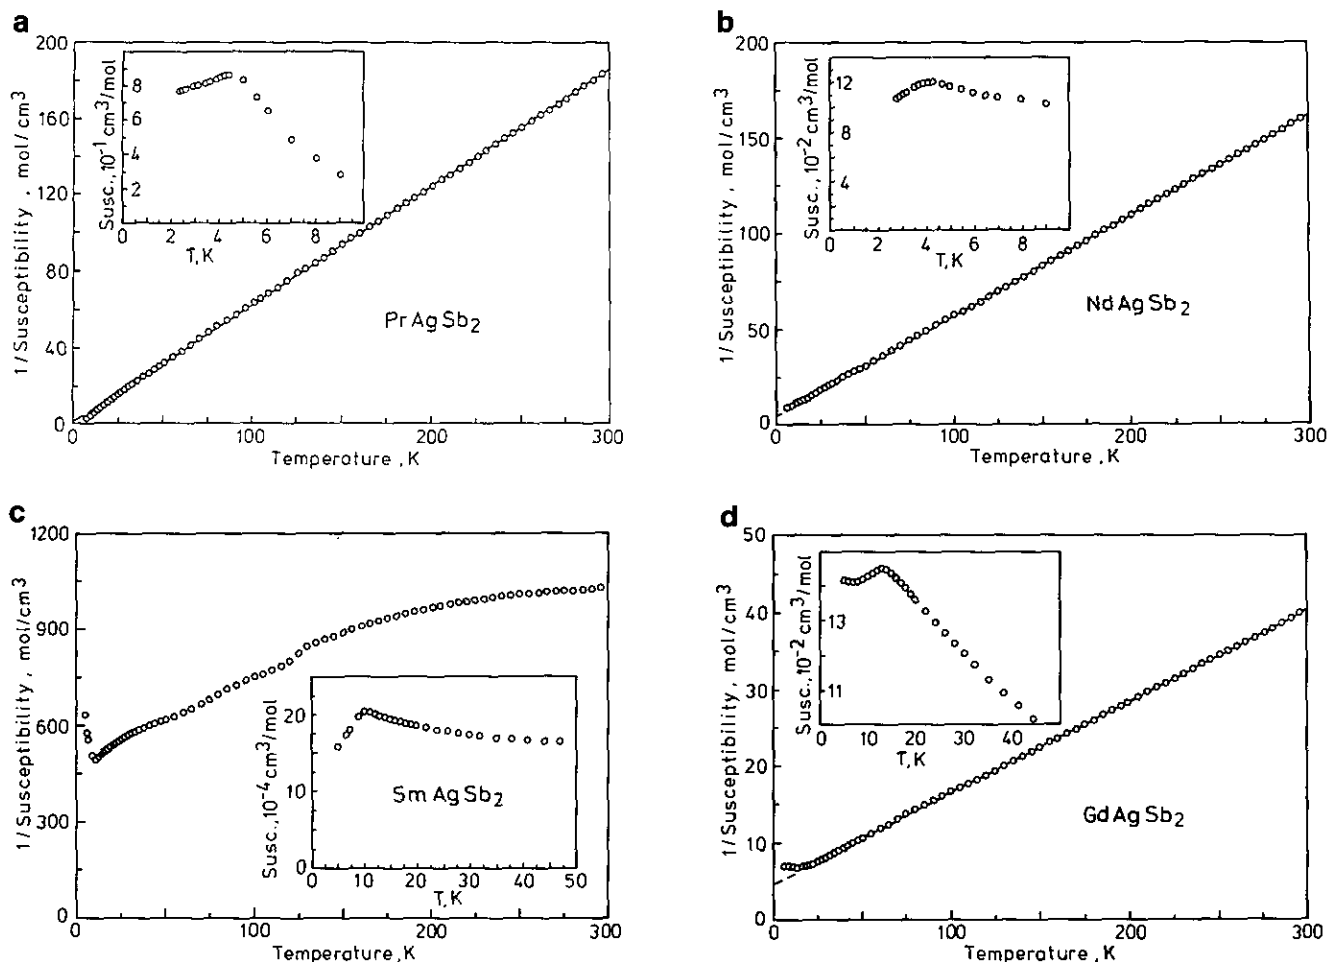 a
200
160
120
80
40
0
1/Susceptibility, mol/cm³
0
100
200
300
Temperature, K
Susc., 10⁻¹ cm³/mol
8
6
4
2
0 2 4 6 8
T, K
PrAgSb₂
b
200
150
100
50
0
1/Susceptibility, mol/cm³
0
100
200
300
Temperature, K
Susc., 10⁻² cm³/mol
12
8
4
0 2 4 6 8
T, K
NdAgSb₂
c
1200
900
600
300
0
1/Susceptibility, mol/cm³
0
100
200
300
Temperature, K
Susc., 10⁻⁴ cm³/mol
20
10
0
0 10 20 30 40 50
T, K
SmAgSb₂
d
50
40
30
20
10
0
1/Susceptibility, mol/cm³
0
100
200
300
Temperature, K
Susc., 10⁻² cm³/mol
13
11
0 10 20 30 40
T, K
GdAgSb₂